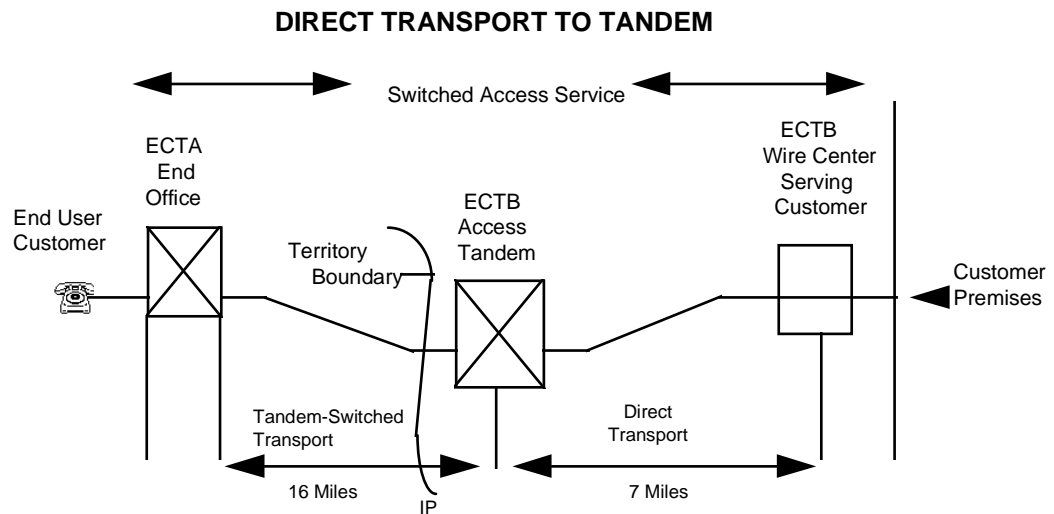 DIRECT TRANSPORT TO TANDEM
Switched Access Service
ECTA
End
Office
ECTB
Access
Tandem
ECTB
Wire Center
Serving
Customer
End User
Customer
Territory
Boundary
Customer
Premises
Tandem-Switched
Transport
Direct
Transport
16 Miles
7 Miles
IP